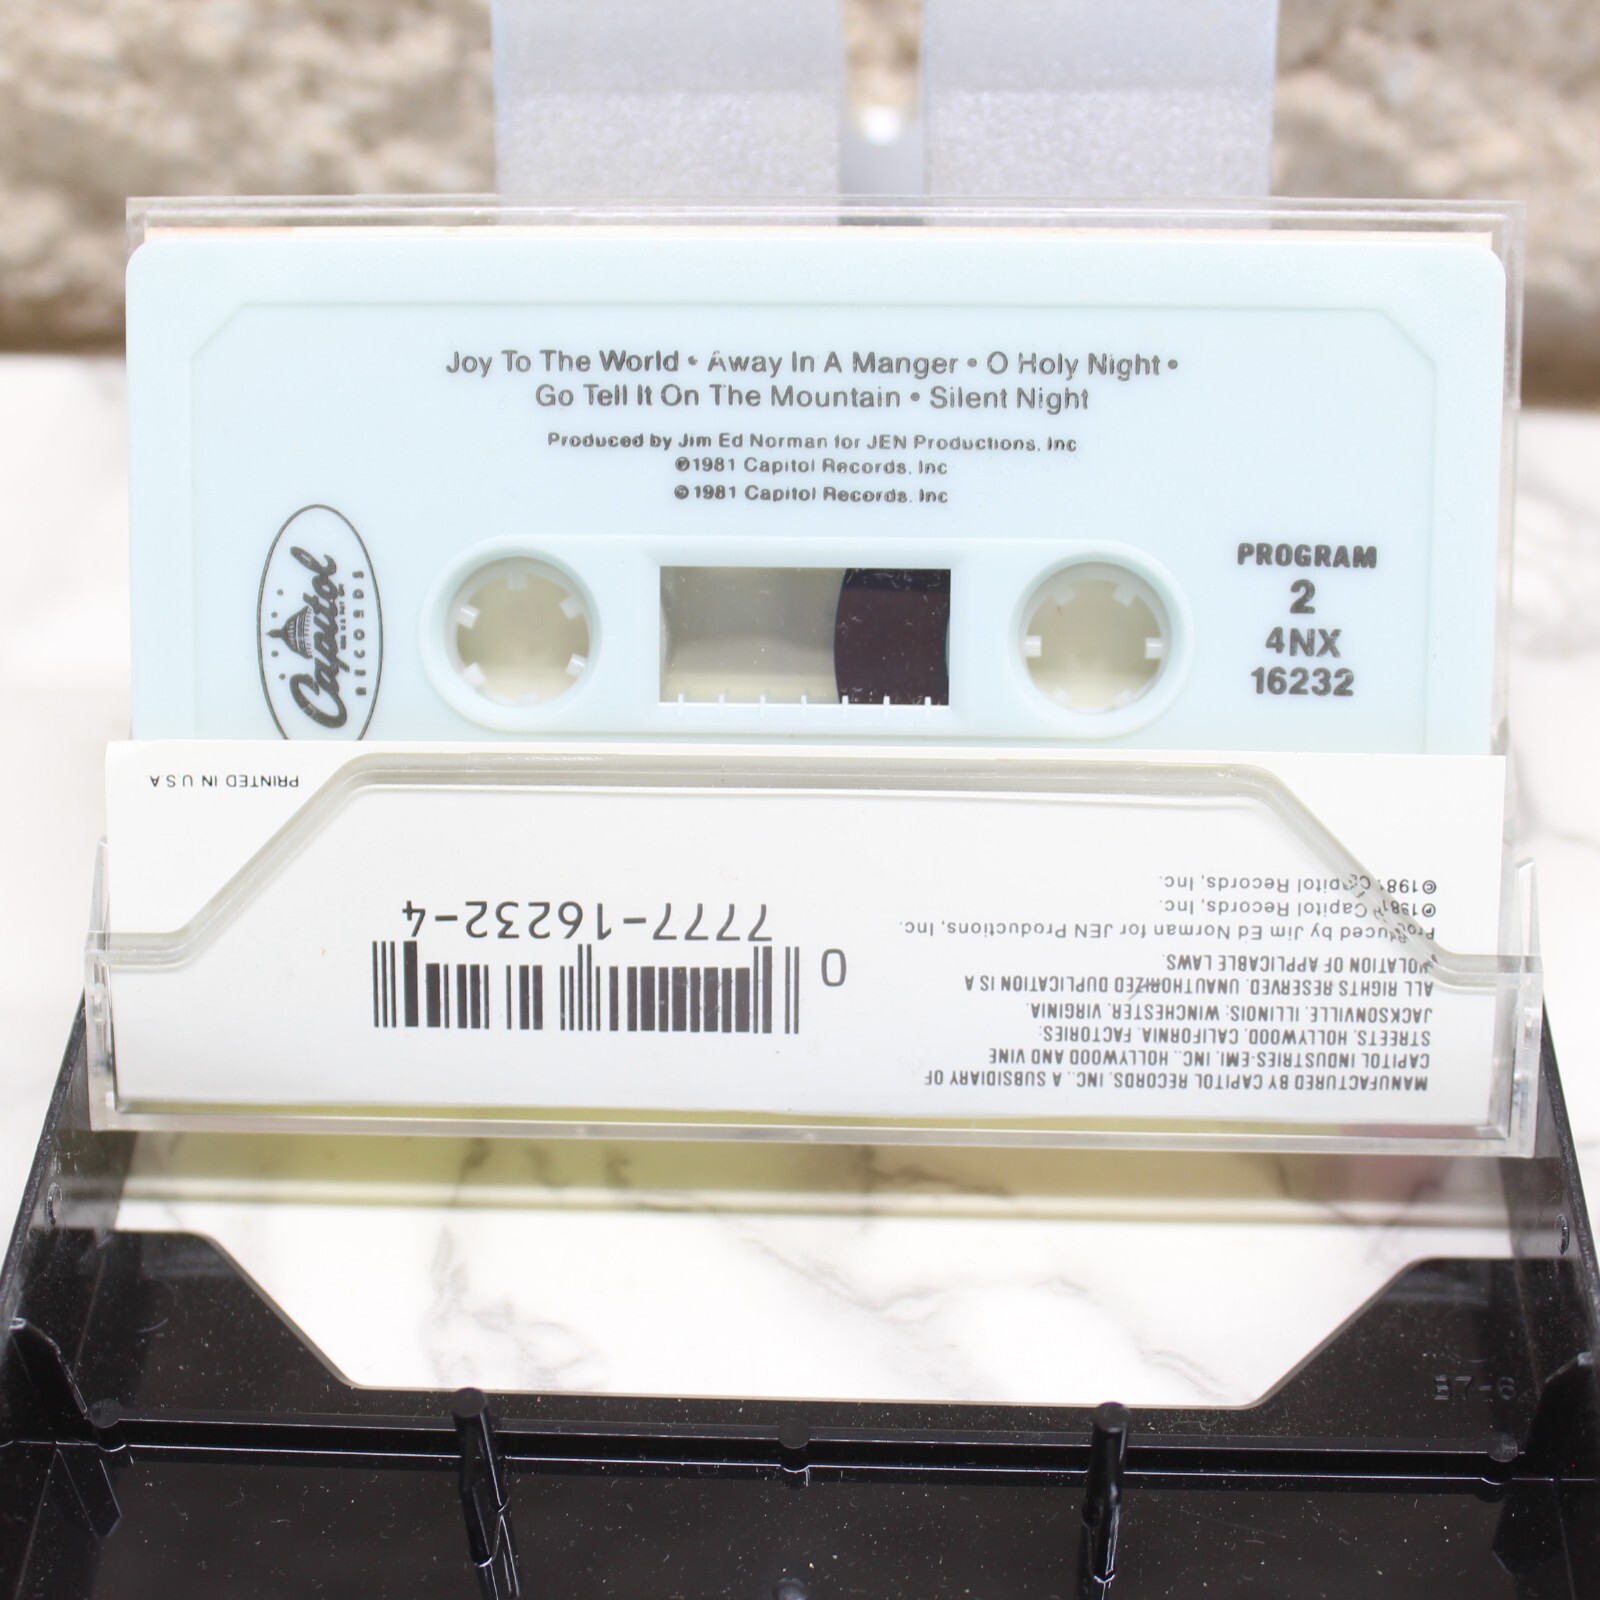 Joy To The World • Away In A Manger • O Holy Night •
Go Tell It On The Mountain • Silent Night
Produced by Jim Ed Norman for JEN Productions, Inc
℗1981 Capitol Records, Inc
©1981 Capitol Records, Inc
Capitol
RECORDS
PROGRAM
2
4NX
16232
PRINTED IN U S A
MANUFACTURED BY CAPITOL RECORDS, INC., A SUBSIDIARY OF
CAPITOL INDUSTRIES-EMI, INC., HOLLYWOOD AND VINE
STREETS, HOLLYWOOD, CALIFORNIA. FACTORIES:
JACKSONVILLE, ILLINOIS; WINCHESTER, VIRGINIA.
ALL RIGHTS RESERVED. UNAUTHORIZED DUPLICATION IS A
VIOLATION OF APPLICABLE LAWS.
Produced by Jim Ed Norman for JEN Productions, Inc.
℗1981 Capitol Records, Inc.
©1981 Capitol Records, Inc.
0
7777-16232-4